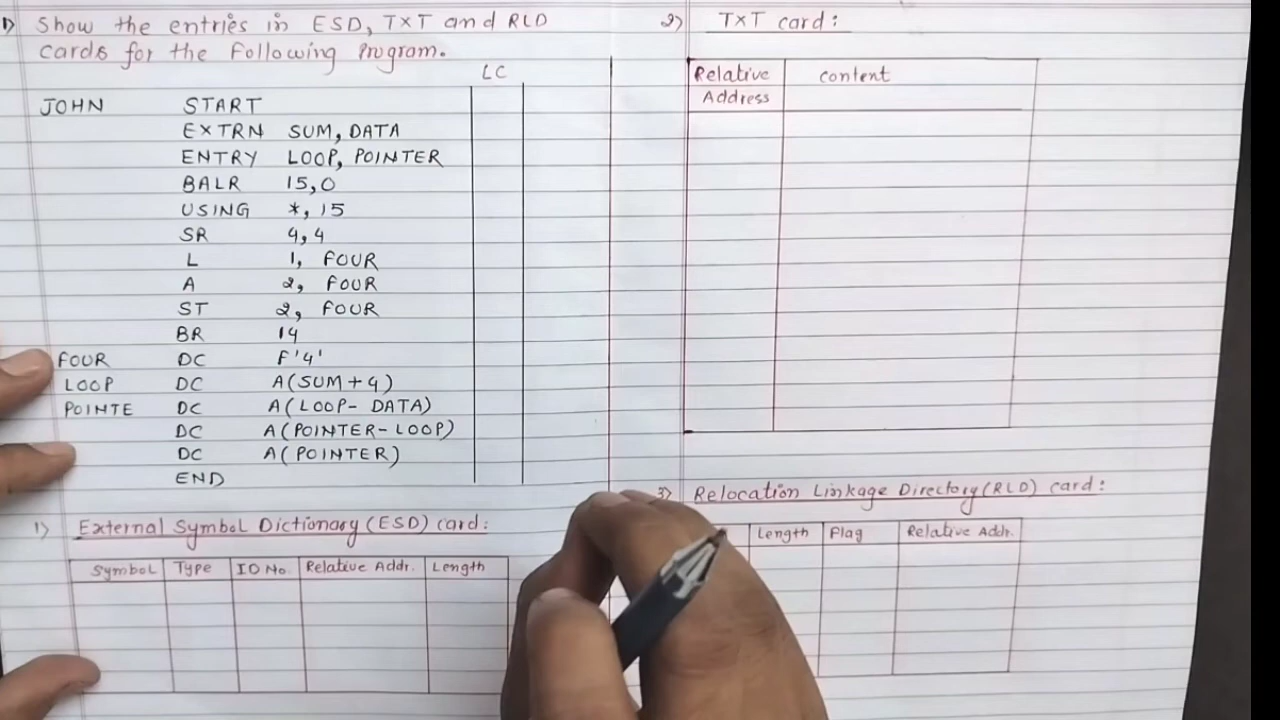 1) Show the entries in ESD, TXT and RLD
cards for the following Program.
LC
JOHN START
EXTRN SUM, DATA
ENTRY LOOP, POINTER
BALR 15,0
USING *, 15
SR 4,4
L 1, FOUR
A 2, FOUR
ST 2, FOUR
BR 14
FOUR DC F'4'
LOOP DC A(SUM+4)
POINTE DC A(LOOP-DATA)
DC A(POINTER-LOOP)
DC A(POINTER)
END
1) External Symbol Dictionary (ESD) card:
Symbol Type ID No. Relative Addr. Length
2) TXT card:
Relative Address content
3) Relocation Linkage Directory (RLD) card:
Length Flag Relative Addr.